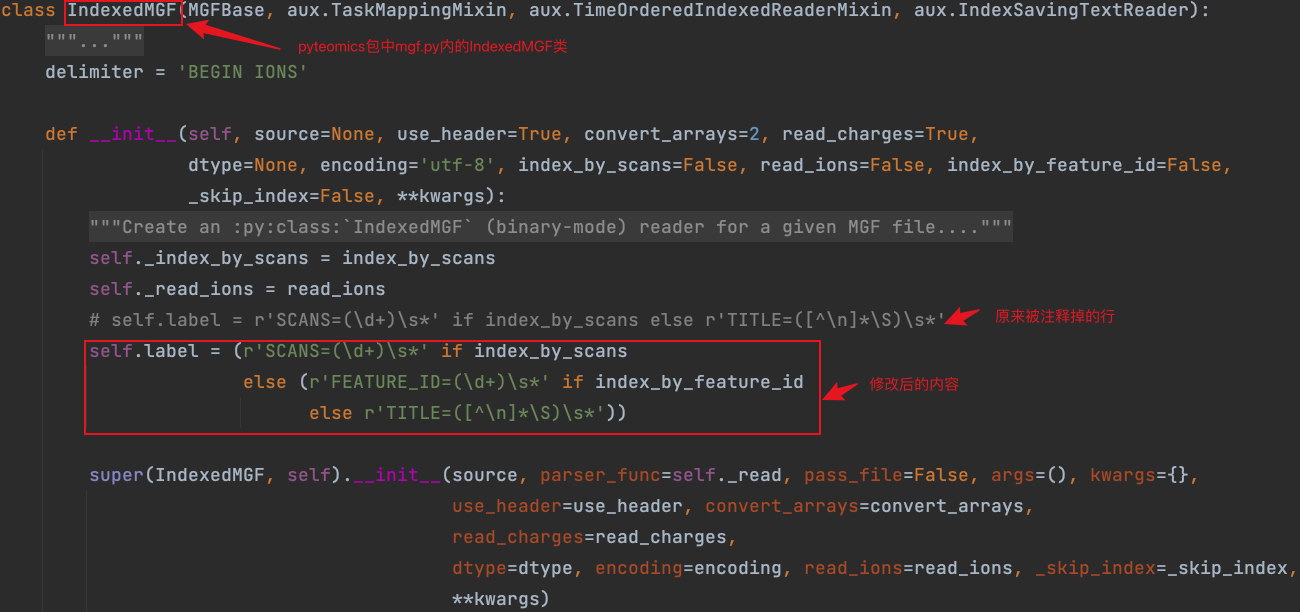 class IndexedMGF(MGFBase, aux.TaskMappingMixin, aux.TimeOrderedIndexedReaderMixin, aux.IndexSavingTextReader):
"""..."""
pyteomics包中mgf.py内的IndexedMGF类
delimiter = 'BEGIN IONS'
def __init__(self, source=None, use_header=True, convert_arrays=2, read_charges=True,
dtype=None, encoding='utf-8', index_by_scans=False, read_ions=False, index_by_feature_id=False,
_skip_index=False, **kwargs):
"""Create an :py:class:`IndexedMGF` (binary-mode) reader for a given MGF file...."""
self._index_by_scans = index_by_scans
self._read_ions = read_ions
# self.label = r'SCANS=(\d+)\s*' if index_by_scans else r'TITLE=([^\n]*\S)\s*'
原来被注释掉的行
self.label = (r'SCANS=(\d+)\s*' if index_by_scans
else (r'FEATURE_ID=(\d+)\s*' if index_by_feature_id
修改后的内容
else r'TITLE=([^\n]*\S)\s*'))
super(IndexedMGF, self).__init__(source, parser_func=self._read, pass_file=False, args=(), kwargs={},
use_header=use_header, convert_arrays=convert_arrays,
read_charges=read_charges,
dtype=dtype, encoding=encoding, read_ions=read_ions, _skip_index=_skip_index,
**kwargs)